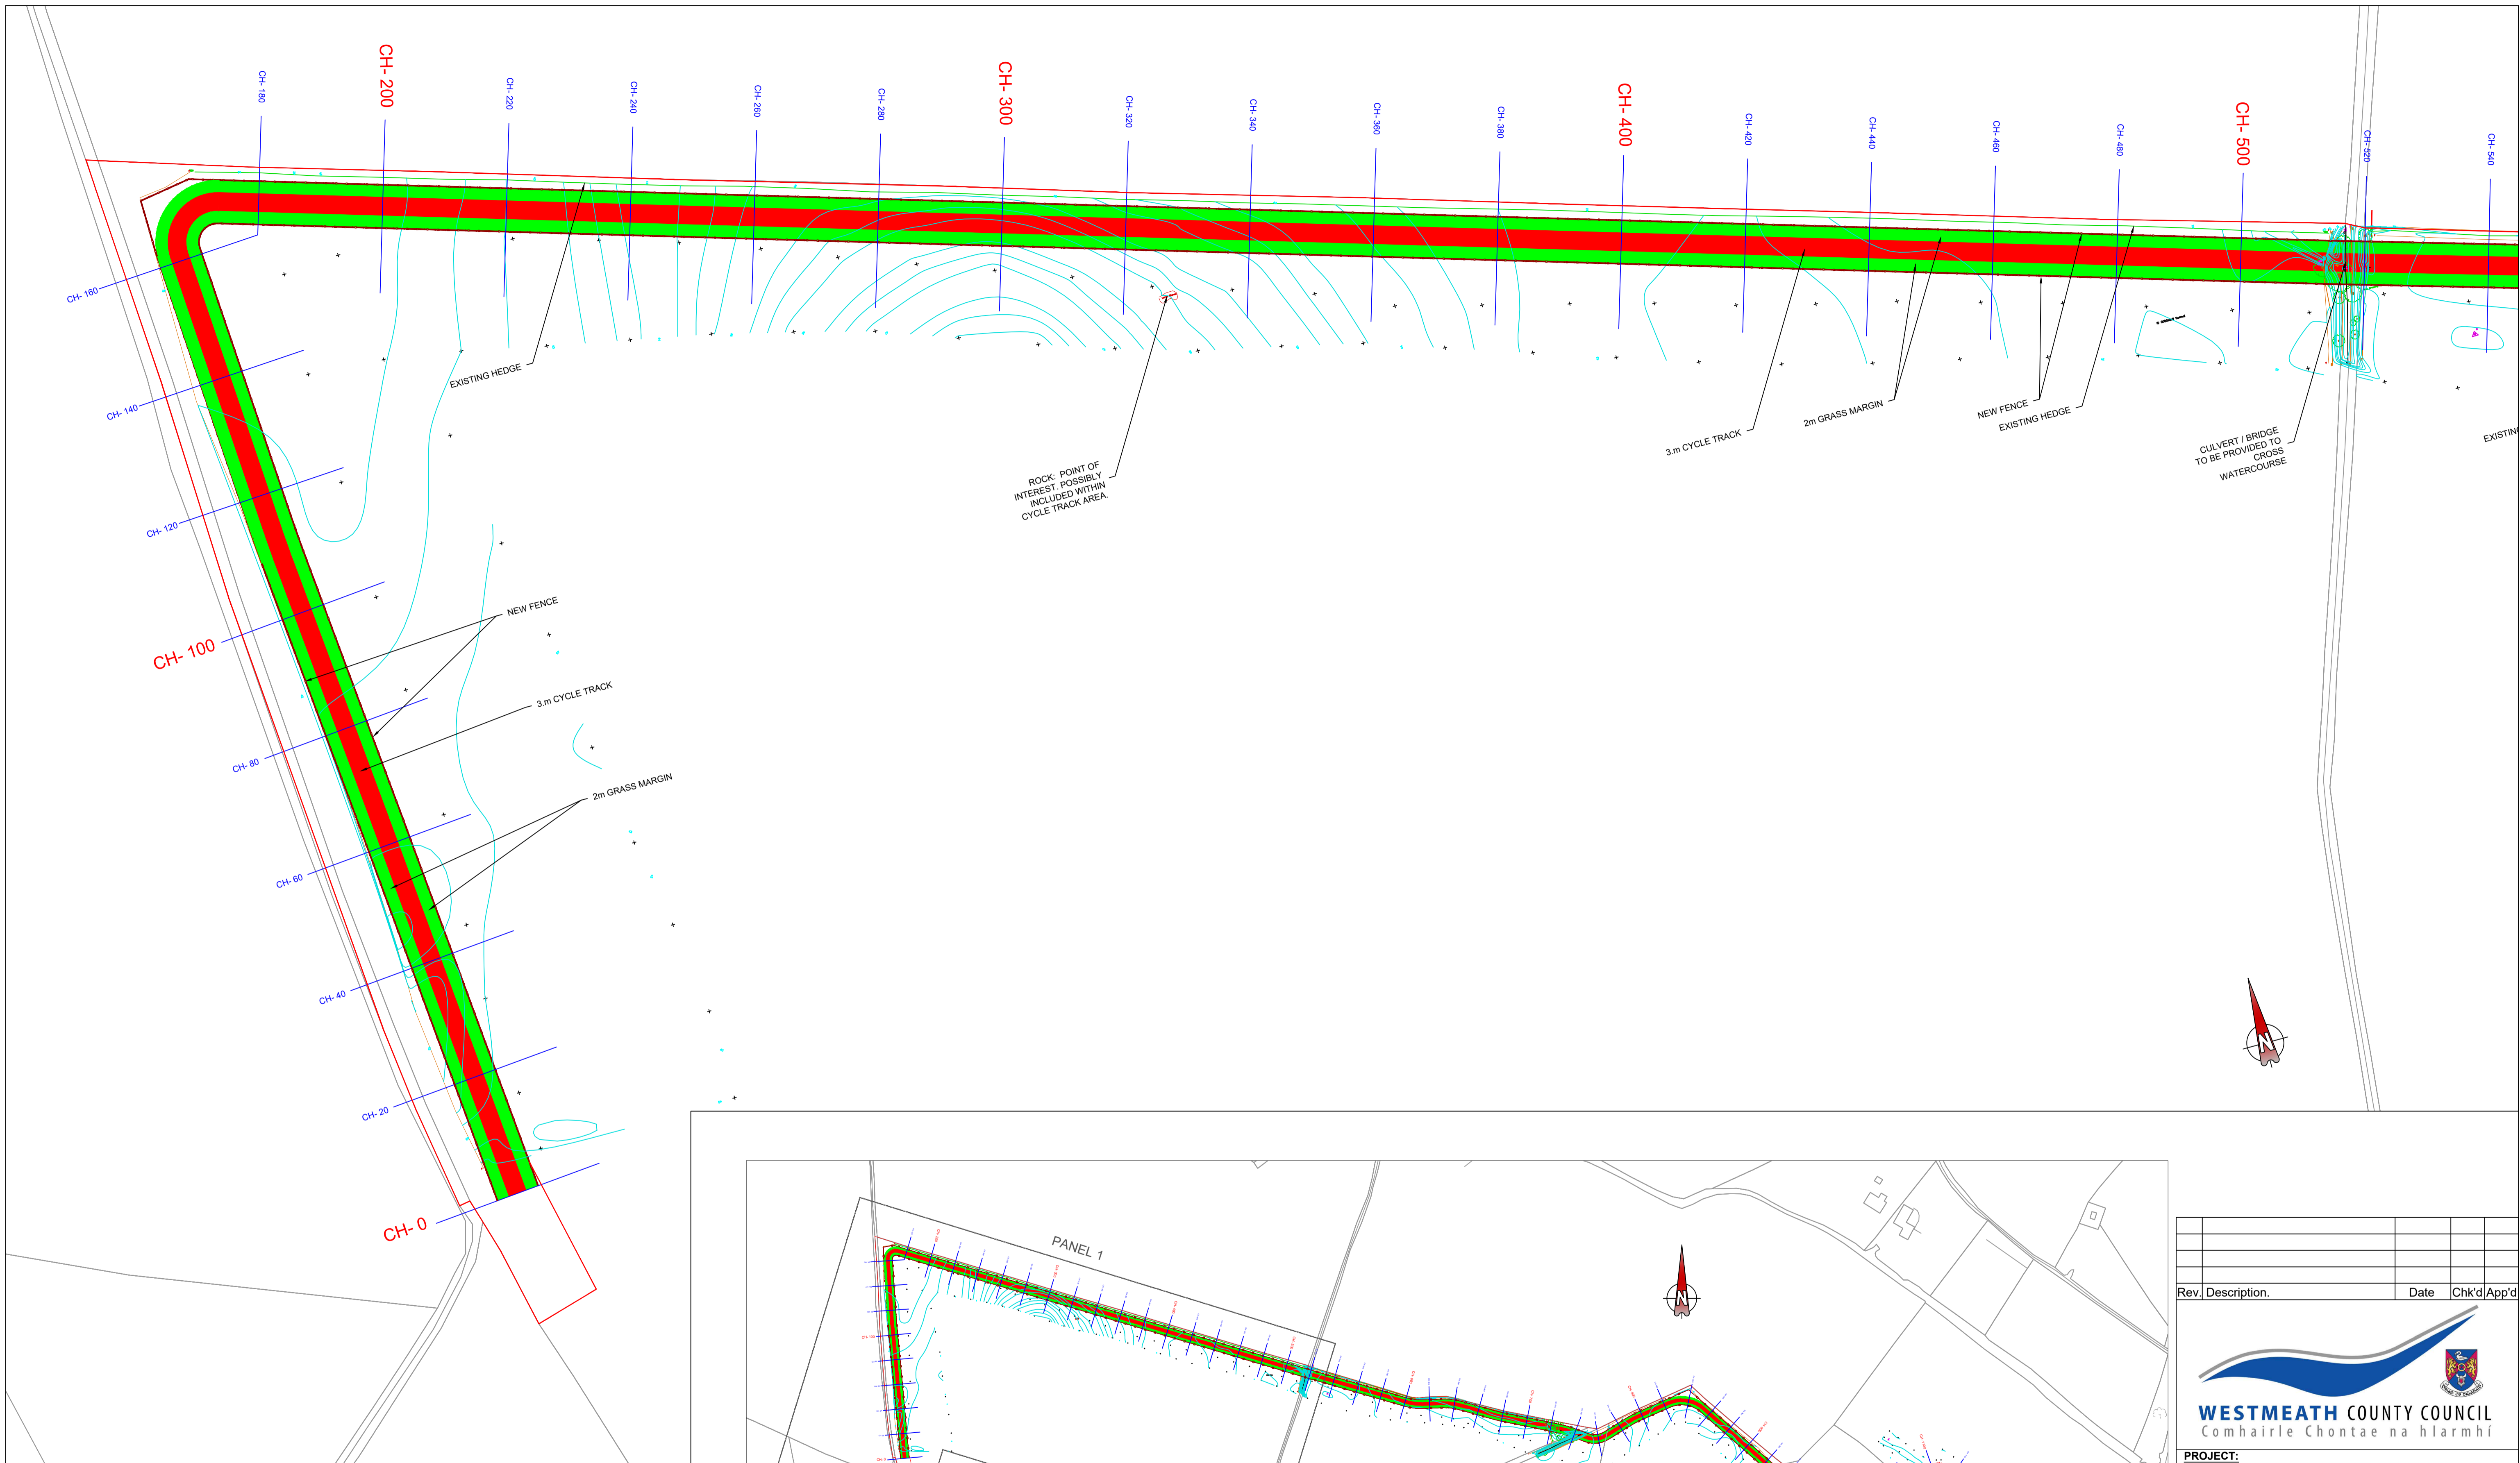 CH- 180
CH- 200
CH- 220
CH- 240
CH- 260
CH- 280
CH- 300
CH- 320
CH- 340
CH- 360
CH- 380
CH- 400
CH- 420
CH- 440
CH- 460
CH- 480
CH- 500
CH- 520
CH- 540
CH- 160
CH- 140
CH- 120
CH- 100
CH- 80
CH- 60
CH- 40
CH- 20
CH- 0
EXISTING HEDGE
ROCK: POINT OF
INTEREST. POSSIBLY
INCLUDED WITHIN
CYCLE TRACK AREA.
3.m CYCLE TRACK
2m GRASS MARGIN
NEW FENCE
EXISTING HEDGE
CULVERT / BRIDGE
TO BE PROVIDED TO
CROSS
WATERCOURSE
EXISTING
NEW FENCE
3.m CYCLE TRACK
2m GRASS MARGIN
N
PANEL 1
N
Rev. Description. Date Chk'd App'd
WESTMEATH COUNTY COUNCIL
Comhairle Chontae na hIarmhí
PROJECT: